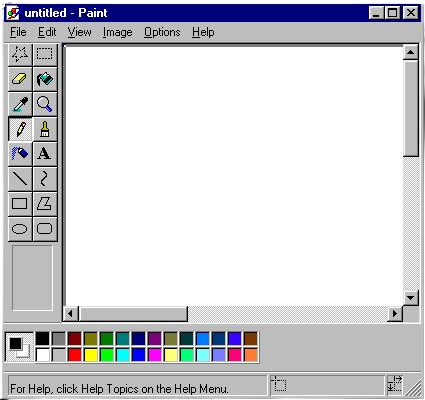 untitled - Paint
File Edit View Image Options Help
A
For Help, click Help Topics on the Help Menu.